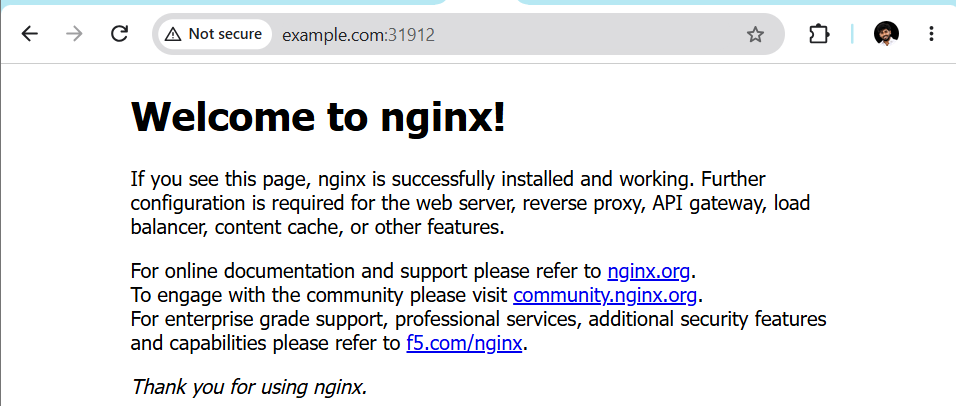 Not secure example.com:31912
Welcome to nginx!
If you see this page, nginx is successfully installed and working. Further
configuration is required for the web server, reverse proxy, API gateway, load
balancer, content cache, or other features.
For online documentation and support please refer to nginx.org.
To engage with the community please visit community.nginx.org.
For enterprise grade support, professional services, additional security features
and capabilities please refer to f5.com/nginx.
Thank you for using nginx.